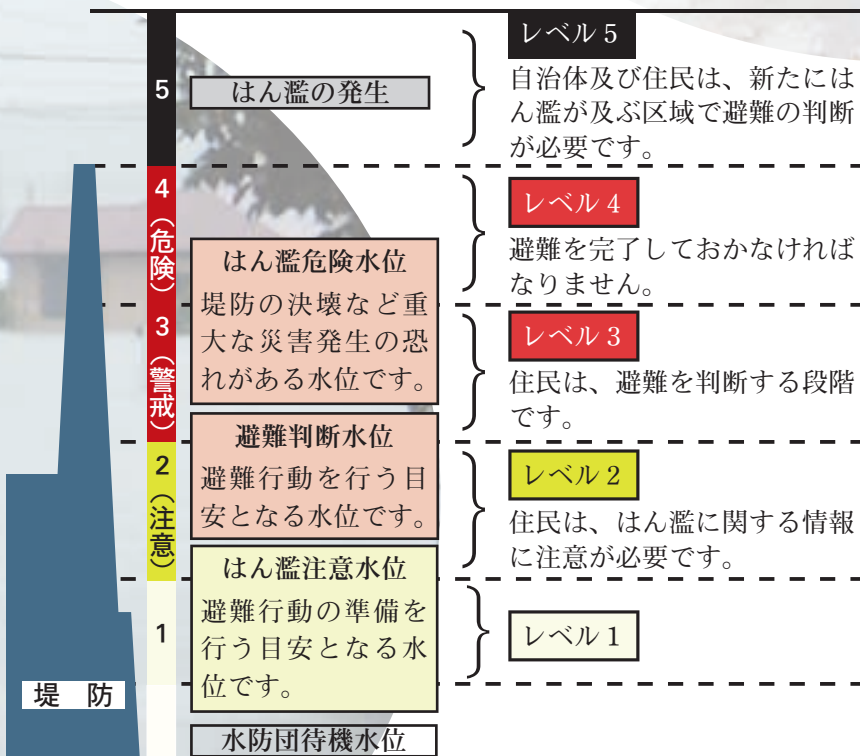 5
はん濫の発生
レベル 5
自治体及び住民は、新たには
ん濫が及ぶ区域で避難の判断
が必要です。
4
（危険）
レベル 4
避難を完了しておかなければ
なりません。
はん濫危険水位
堤防の決壊など重
大な災害発生の恐
れがある水位です。
3
（警戒）
レベル 3
住民は、避難を判断する段階
です。
避難判断水位
避難行動を行う目
安となる水位です。
2
（注意）
レベル 2
住民は、はん濫に関する情報
に注意が必要です。
はん濫注意水位
避難行動の準備を
行う目安となる水
位です。
1
レベル 1
堤　防
水防団待機水位